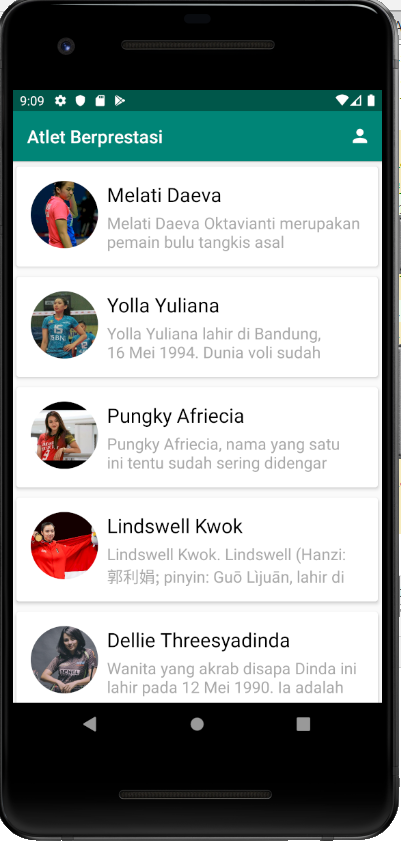 9:09
Atlet Berprestasi
Melati Daeva
Melati Daeva Oktavianti merupakan
pemain bulu tangkis asal
Yolla Yuliana
Yolla Yuliana lahir di Bandung,
16 Mei 1994. Dunia voli sudah
Pungky Afriecia
Pungky Afriecia, nama yang satu
ini tentu sudah sering didengar
Lindswell Kwok
Lindswell Kwok. Lindswell (Hanzi:
郭利娟; pinyin: Guō Lìjuān, lahir di
Dellie Threesyadinda
Wanita yang akrab disapa Dinda ini
lahir pada 12 Mei 1990. Ia adalah